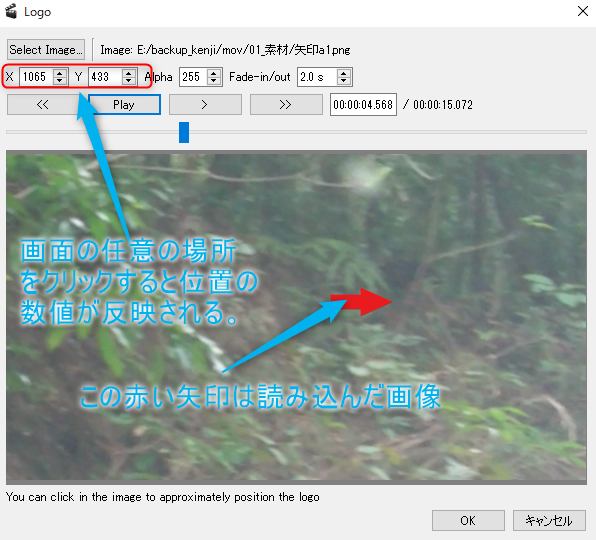 Logo
Select Image... Image: E:/backup_kenji/mov/01_素材/矢印a1.png
X 1065 Y 433 Alpha 255 Fade-in/out 2.0 s
<< Play > >> 00:00:04.568 / 00:00:15.072
画面の任意の場所
をクリックすると位置の
数値が反映される。
この赤い矢印は読み込んだ画像
You can click in the image to approximately position the logo
OK キャンセル